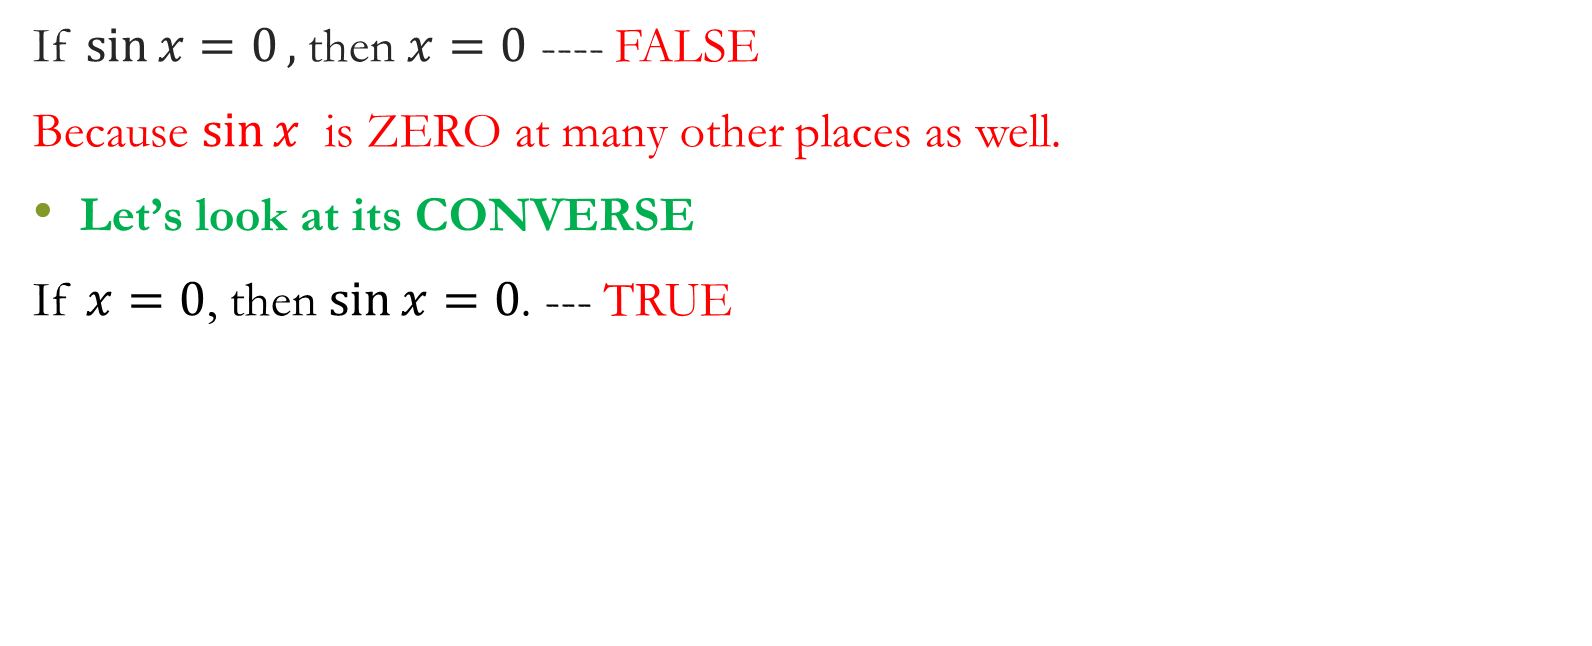 If sin x = 0 , then x = 0 ---- FALSE
Because sin x is ZERO at many other places as well.
• Let’s look at its CONVERSE
If x = 0, then sin x = 0. --- TRUE